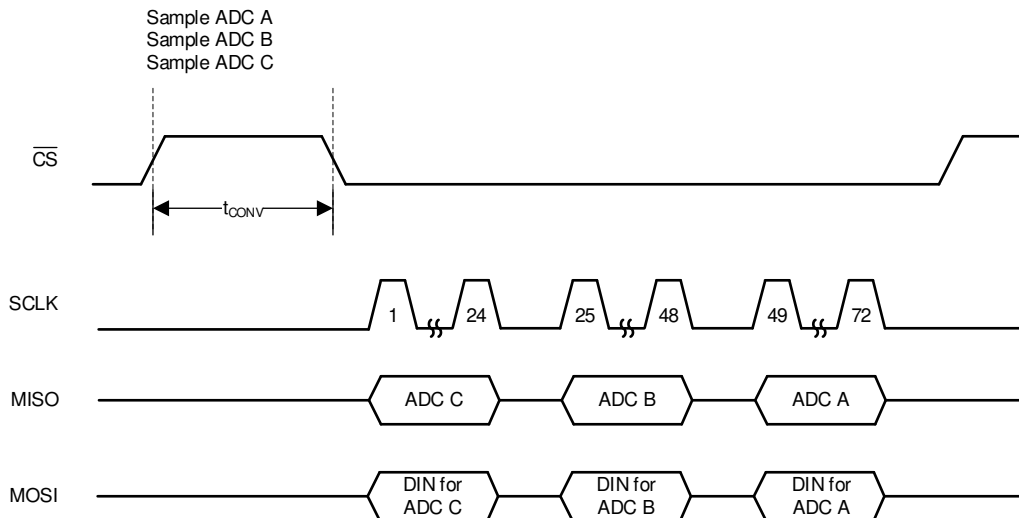 Sample ADC A
Sample ADC B
Sample ADC C
CS
tCONV
SCLK
1
24
25
48
49
72
MISO
ADC C
ADC B
ADC A
MOSI
DIN for
ADC C
DIN for
ADC B
DIN for
ADC A